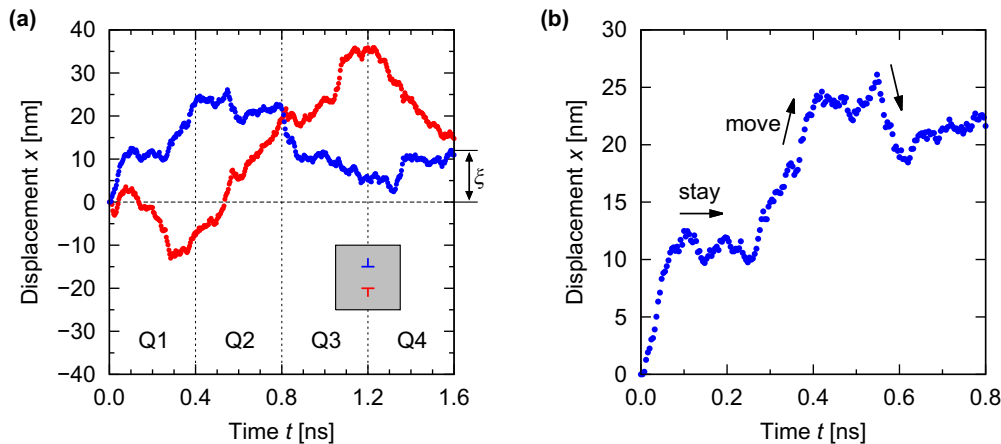 (a)
40
30
20
10
0
−10
−20
−30
−40
Displacement x [nm]
Q1 Q2 Q3 Q4
ξ
0.0 0.4 0.8 1.2 1.6
Time t [ns]
(b)
30
25
20
15
10
5
0
Displacement x [nm]
move
stay
0.0 0.2 0.4 0.6 0.8
Time t [ns]